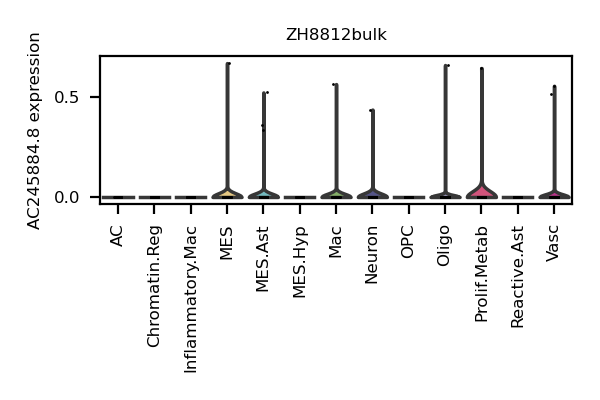 ZH8812bulk
AC245884.8 expression
0.5
0.0
AC
Chromatin.Reg
Inflammatory.Mac
MES
MES.Ast
MES.Hyp
Mac
Neuron
OPC
Oligo
Prolif.Metab
Reactive.Ast
Vasc